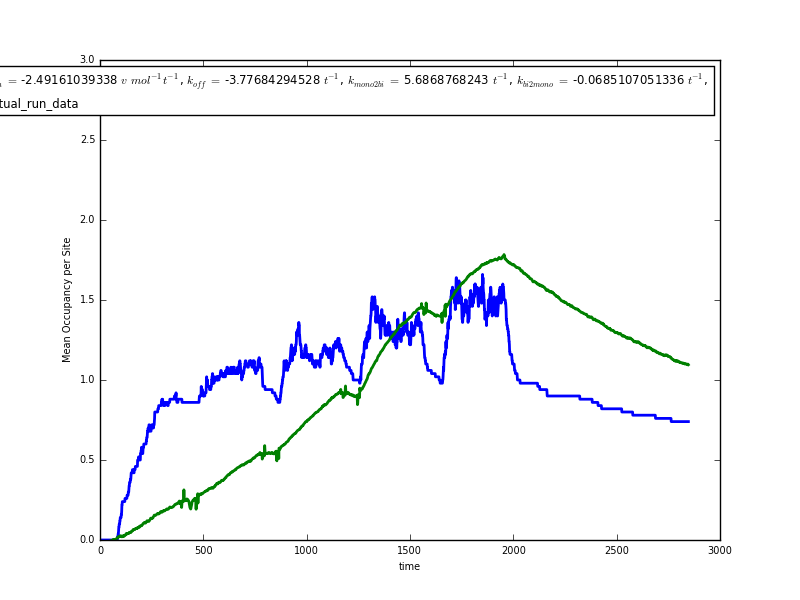 3.0
= -2.49161039338 v mol⁻¹t⁻¹, k_off = -3.77684294528 t⁻¹, k_mono2bi = 5.6868768243 t⁻¹, k_bi2mono = -0.0685107051336 t⁻¹,
tual_run_data
2.5
2.0
1.5
1.0
0.5
0.0
Mean Occupancy per Site
0 500 1000 1500 2000 2500 3000
time